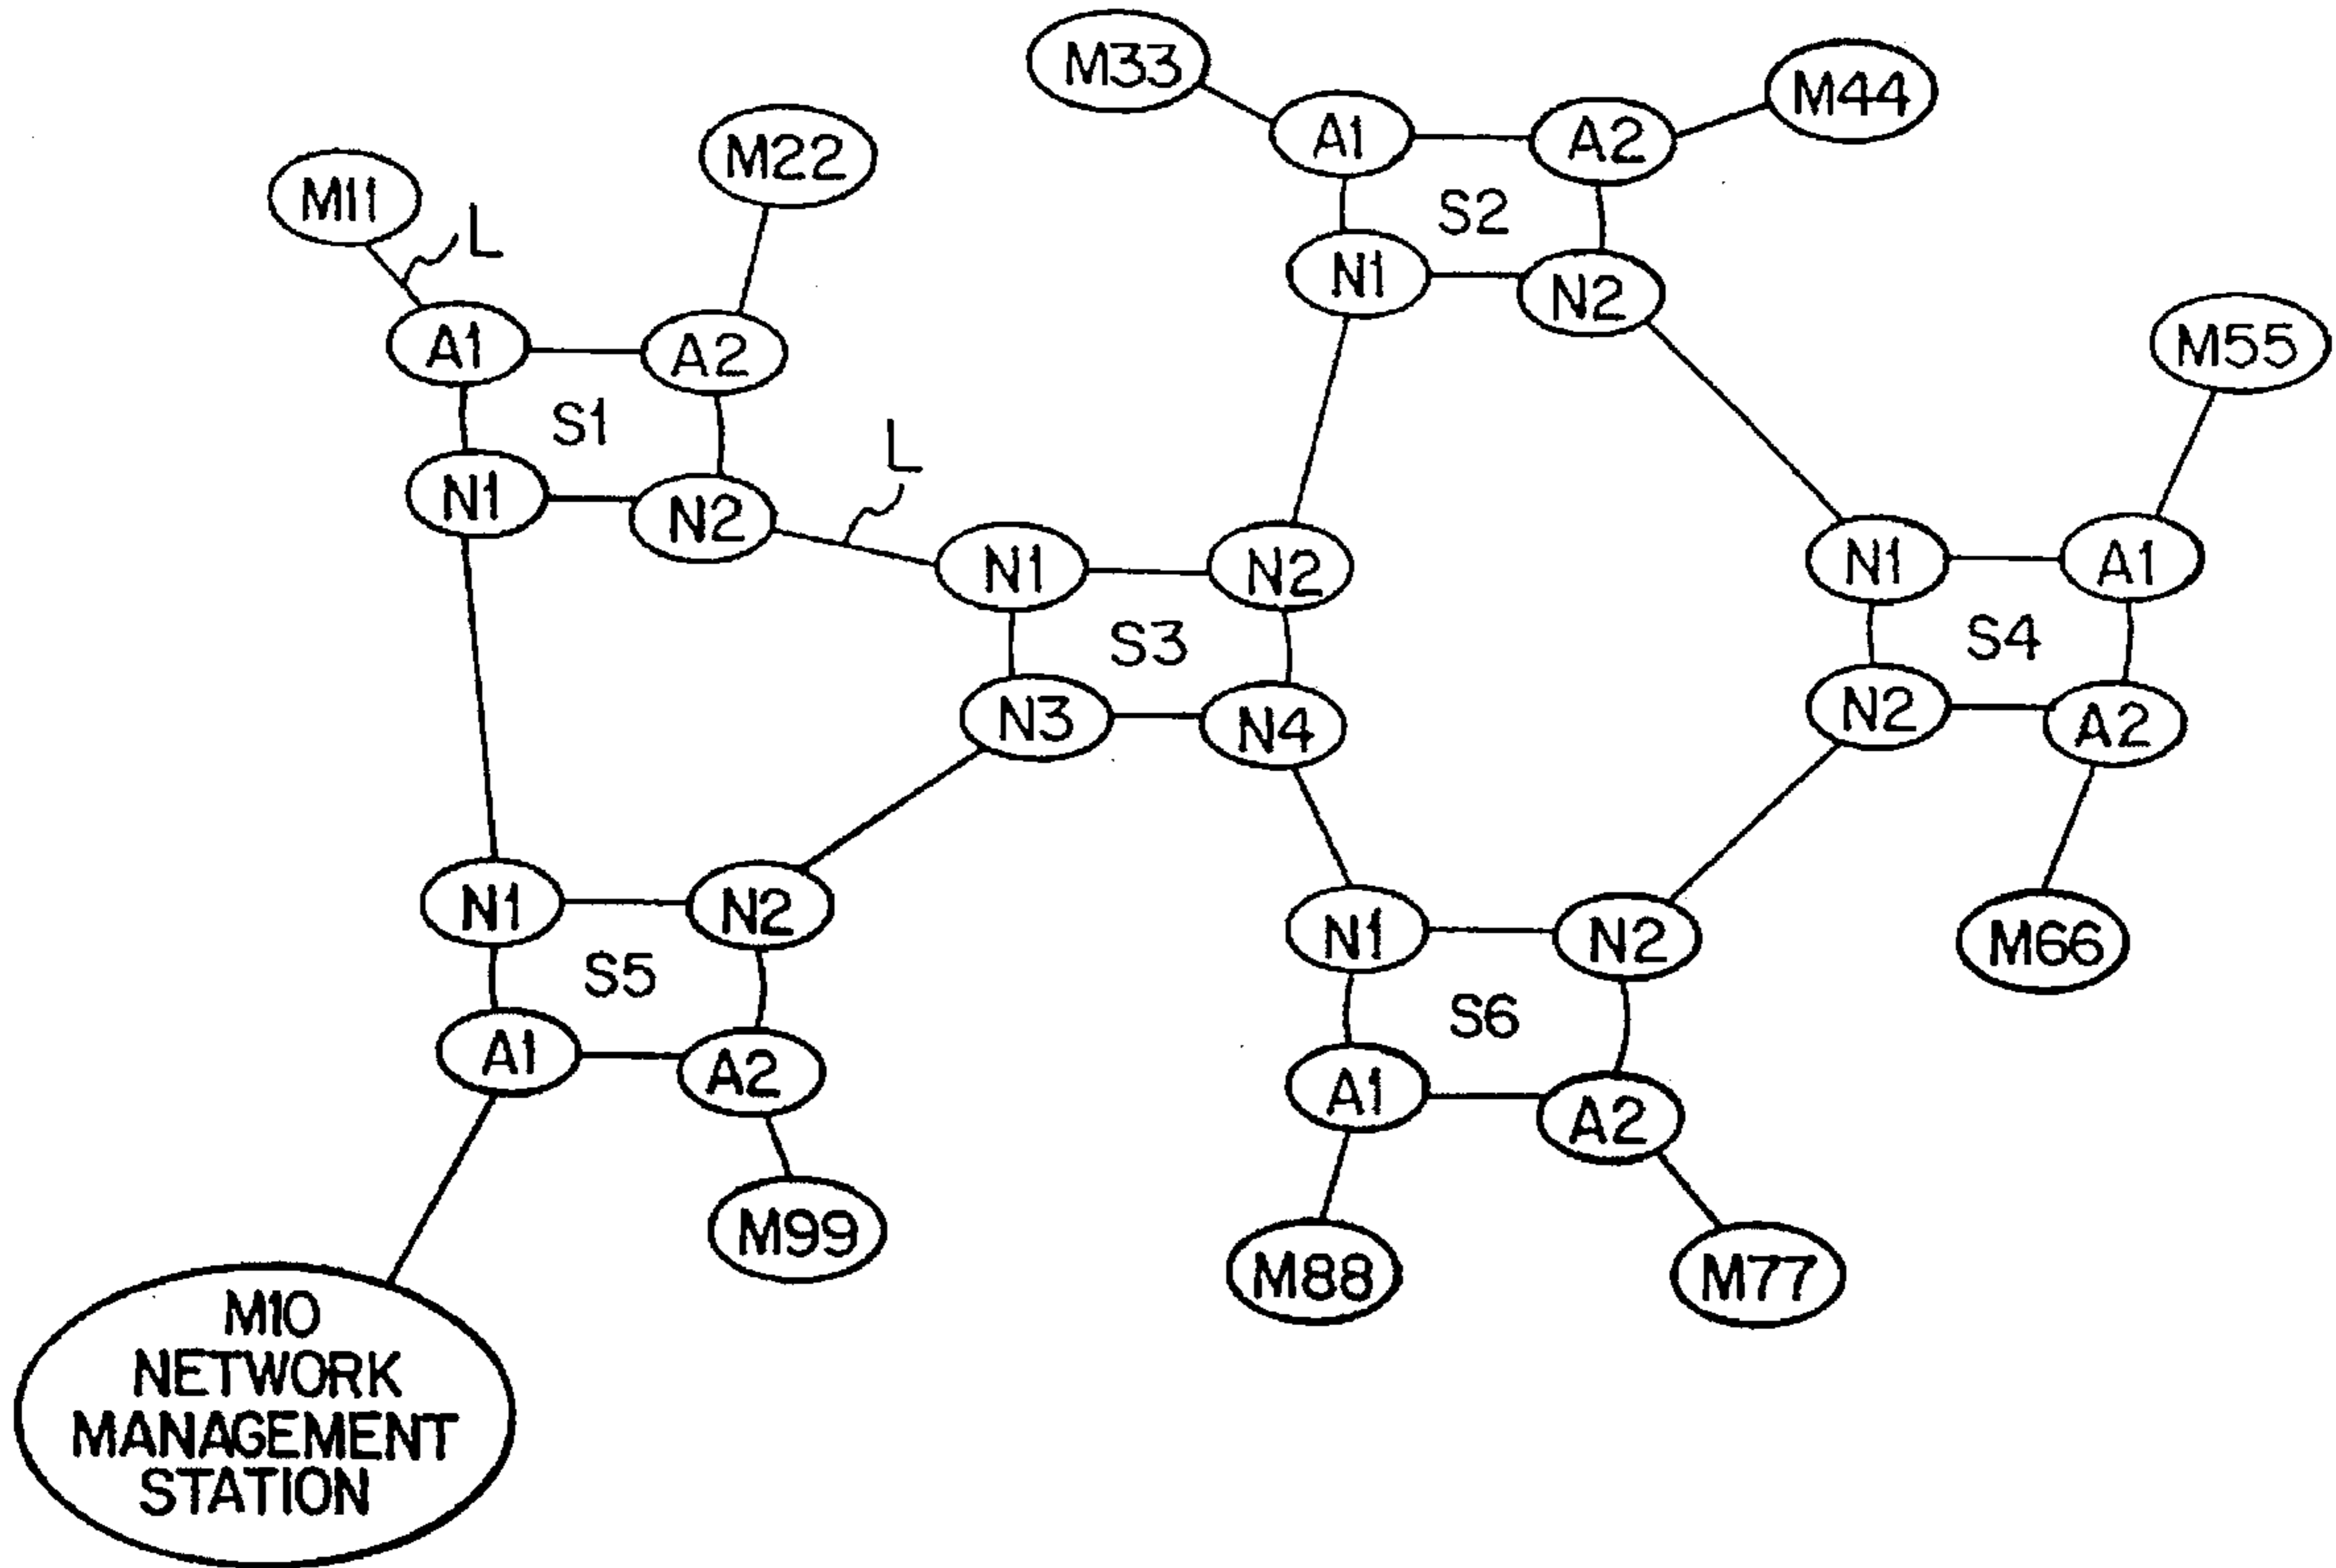 M33
M44
M22
A1
A2
M11
S2
L
N1
N2
M55
A1
A2
S1
L
N1
N2
N1
N2
N1
A1
S3
S4
N3
N4
N2
A2
N1
N2
N1
N2
M66
S5
S6
A1
A2
A1
A2
M99
M88
M77
M10
NETWORK
MANAGEMENT
STATION